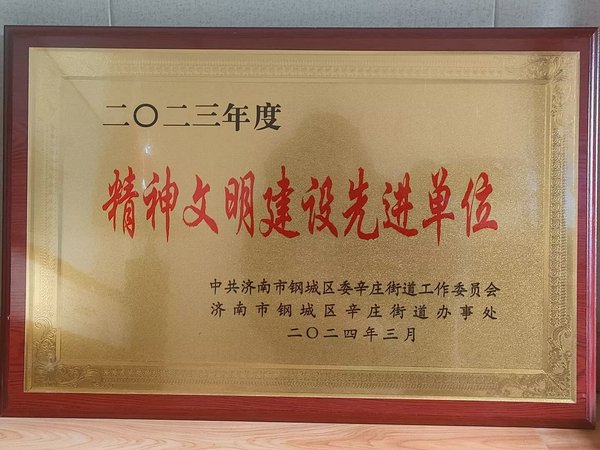 二〇二三年度
精神文明建设先进单位
中共济南市钢城区委辛庄街道工作委员会
济南市钢城区辛庄街道办事处
二〇二四年三月